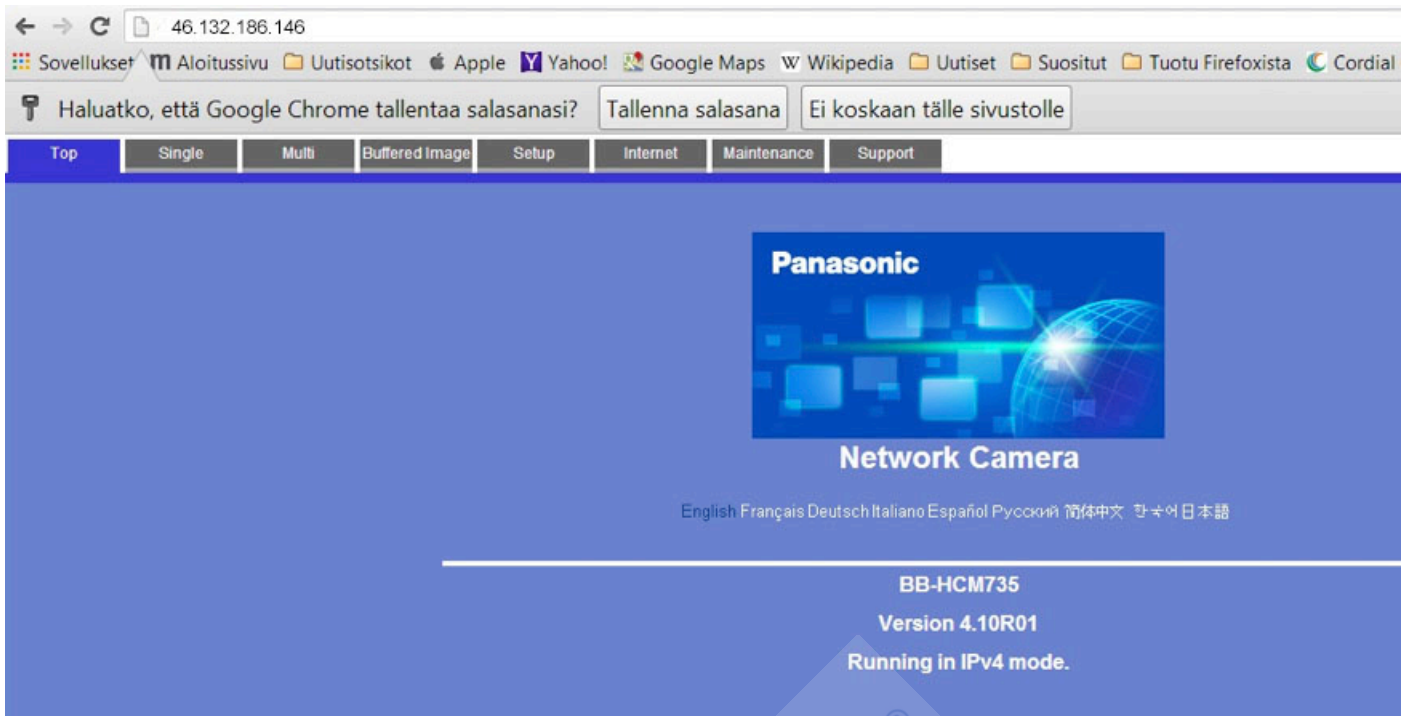 46.132.186.146
Sovellukset Aloitussivu Uutisotsikot Apple Yahoo! Google Maps Wikipedia Uutiset Suositut Tuotu Firefoxista Cordial
Haluatko, että Google Chrome tallentaa salasanasi? Tallenna salasana Ei koskaan tälle sivustolle
Top Single Multi Buffered Image Setup Internet Maintenance Support
Panasonic
Network Camera
English Français Deutsch Italiano Español Русский 简体中文 한국어 日本語
BB-HCM735
Version 4.10R01
Running in IPv4 mode.